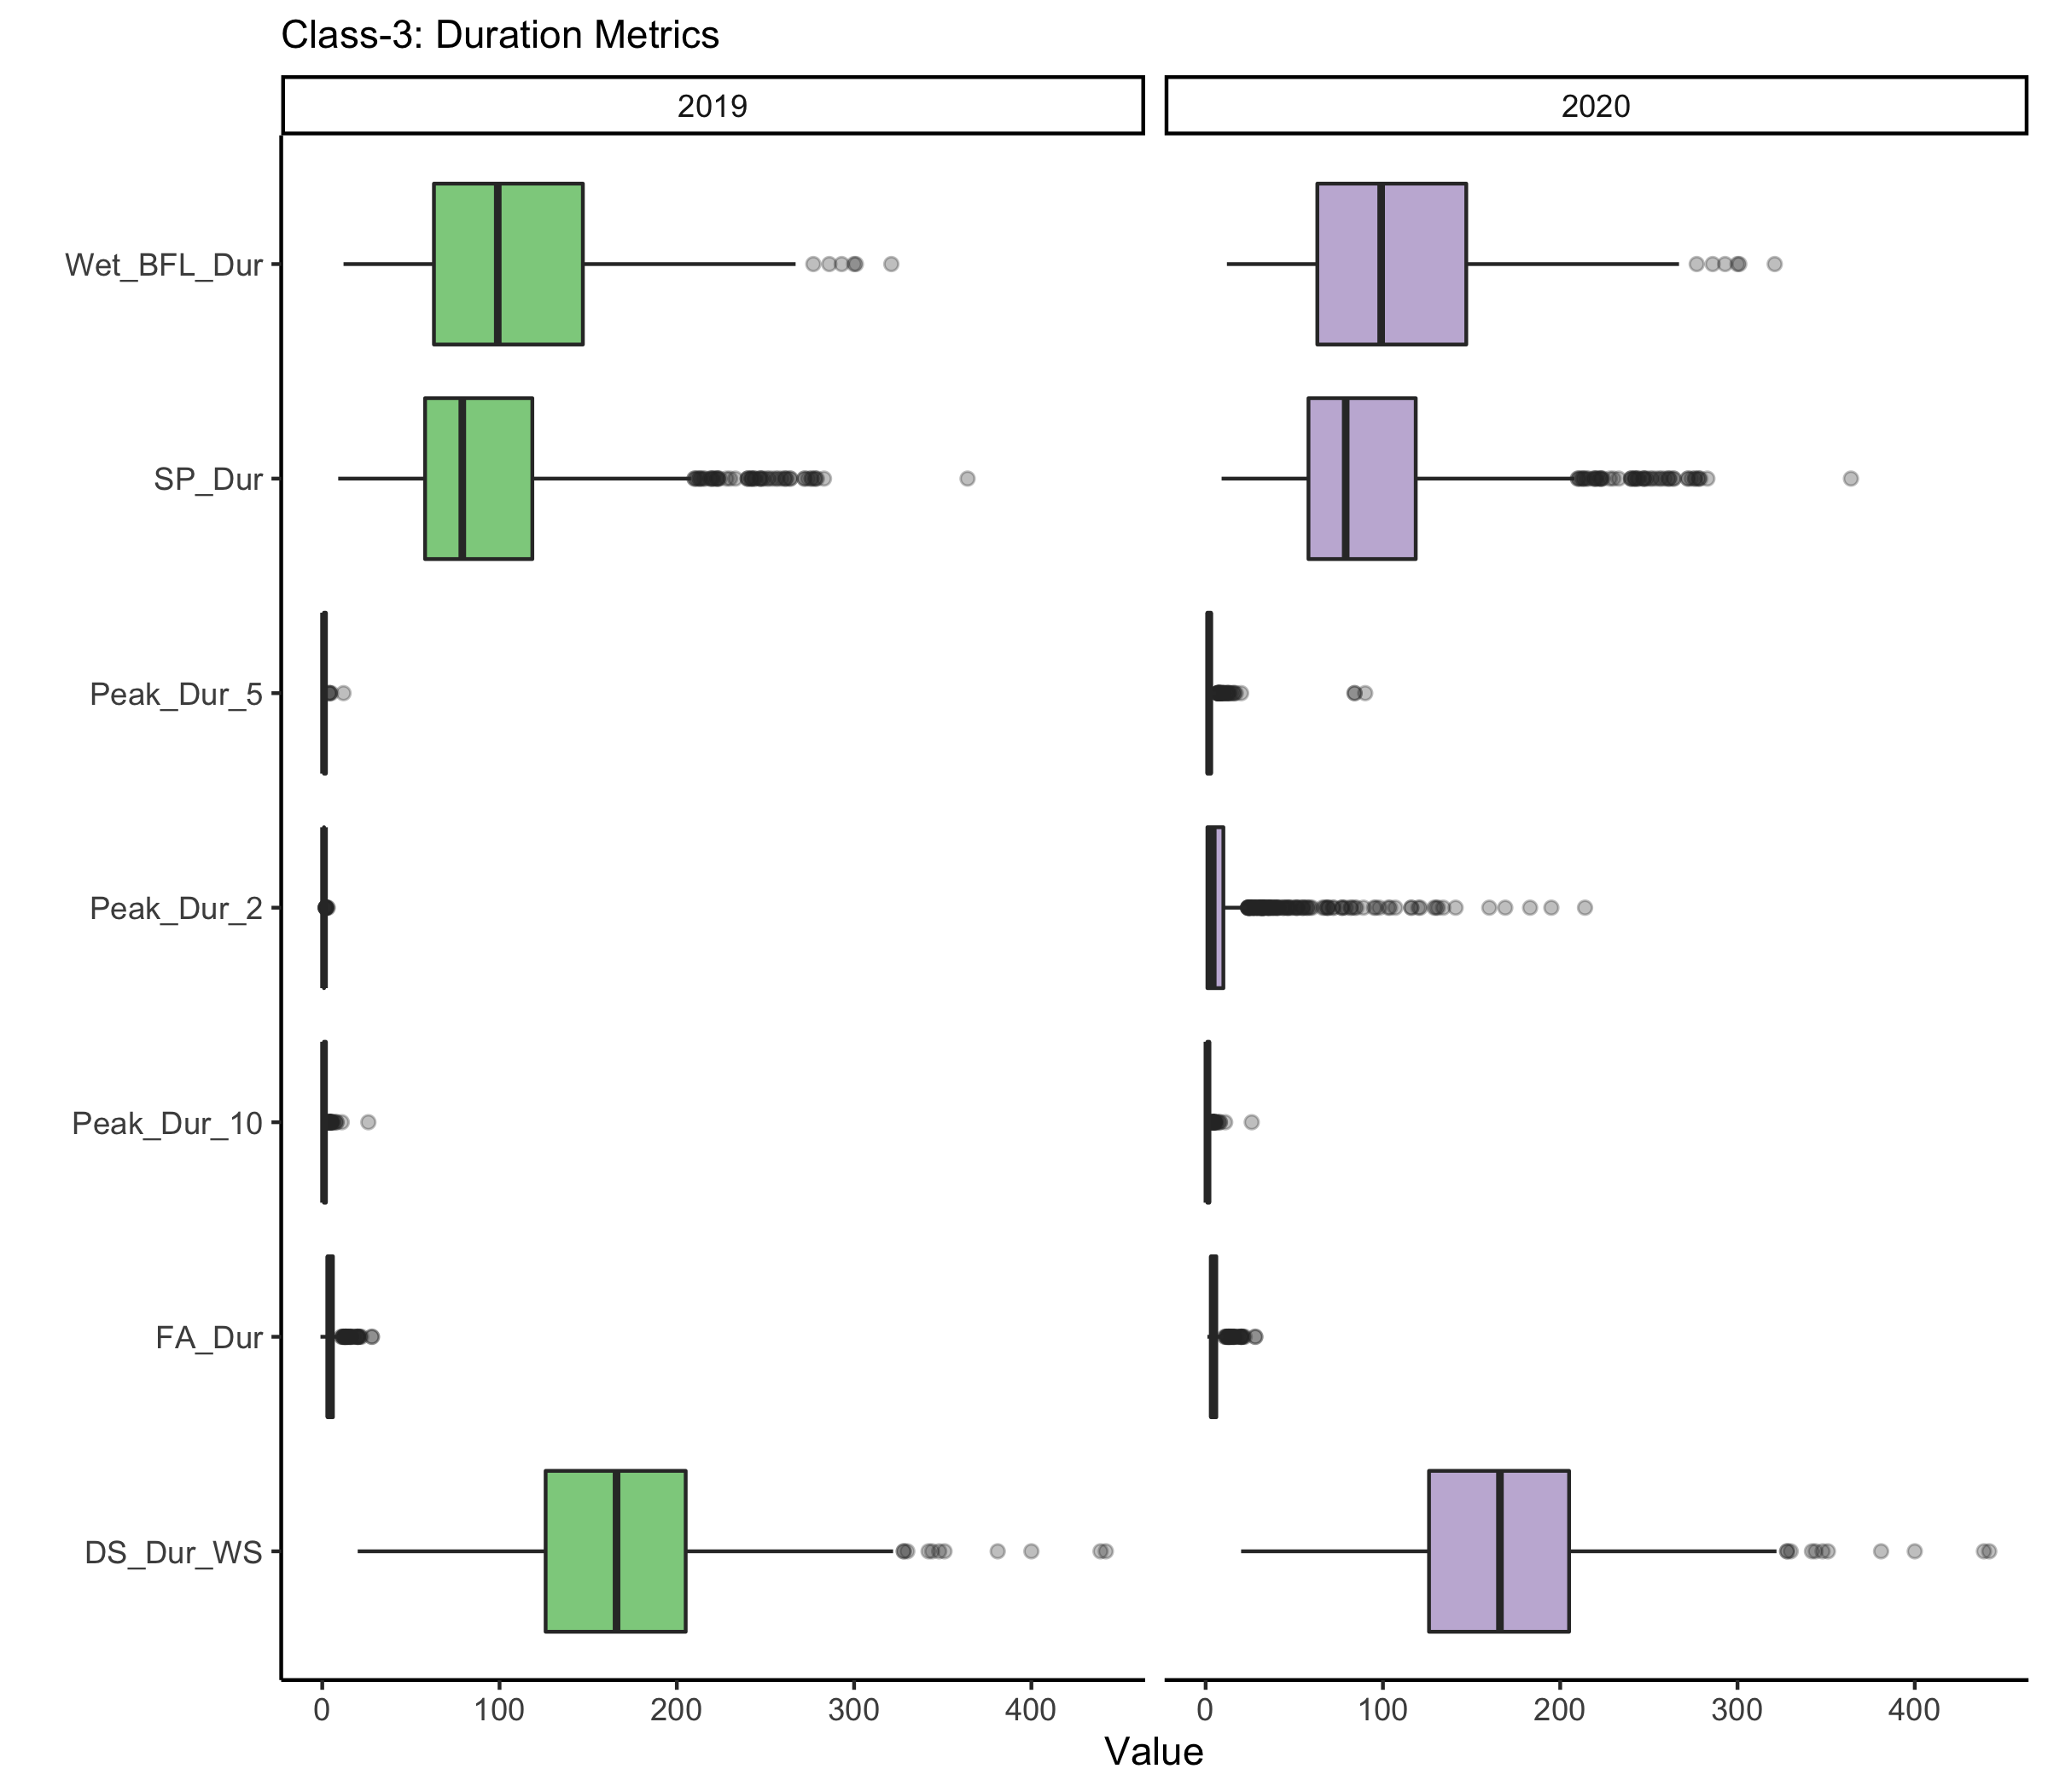 Class-3: Duration Metrics
2019
2020
Wet_BFL_Dur
SP_Dur
Peak_Dur_5
Peak_Dur_2
Peak_Dur_10
FA_Dur
DS_Dur_WS
0 100 200 300 400
0 100 200 300 400
Value